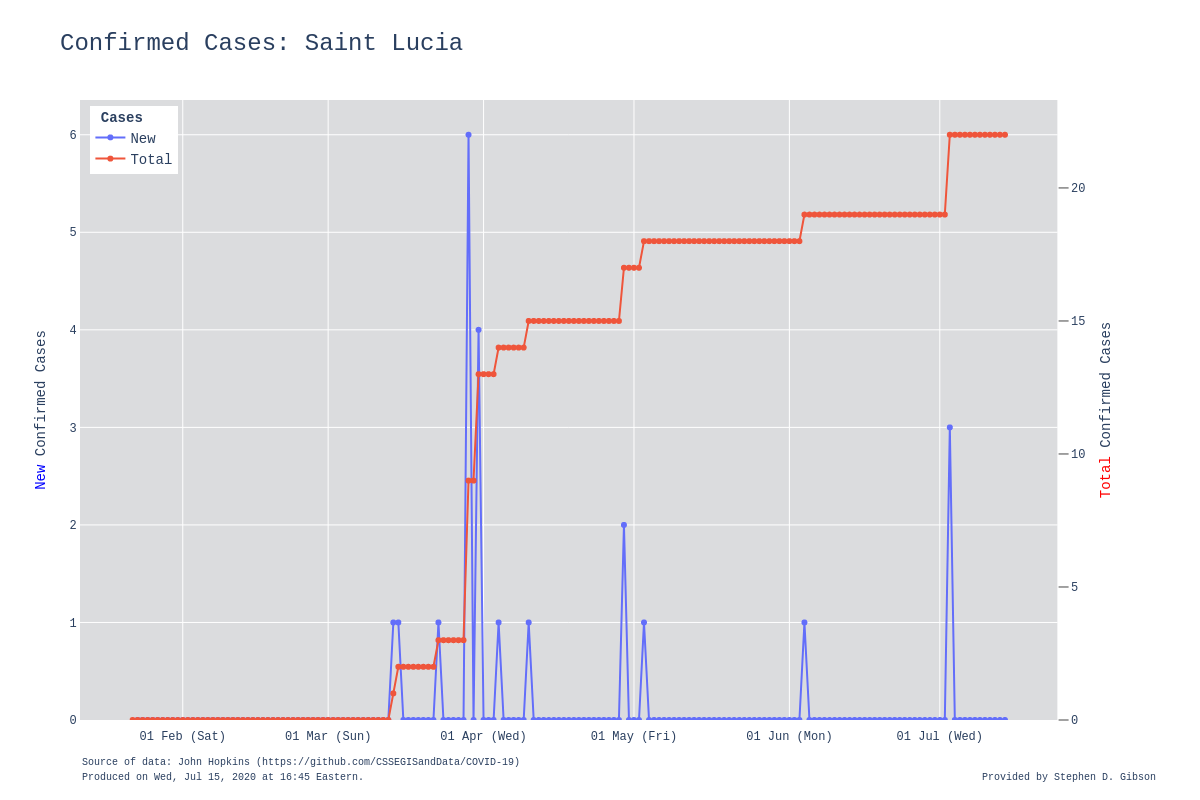 Confirmed Cases: Saint Lucia
Cases
New
Total
6
5
4
3
2
1
0
New Confirmed Cases
20
15
10
5
0
Total Confirmed Cases
01 Feb (Sat) 01 Mar (Sun) 01 Apr (Wed) 01 May (Fri) 01 Jun (Mon) 01 Jul (Wed)
Source of data: John Hopkins (https://github.com/CSSEGISandData/COVID-19)
Produced on Wed, Jul 15, 2020 at 16:45 Eastern.
Provided by Stephen D. Gibson